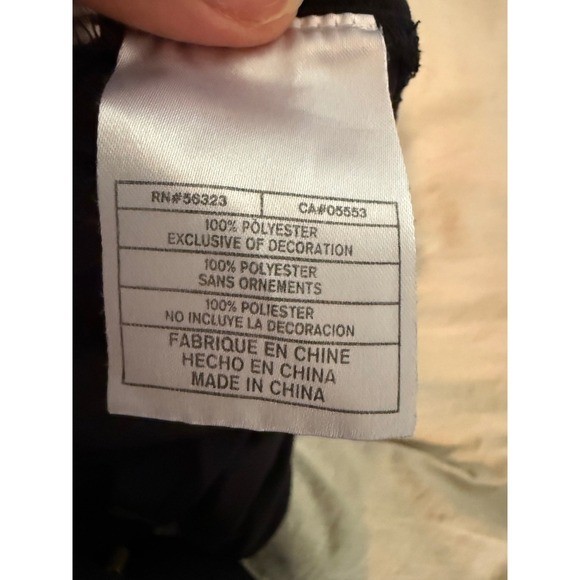 RN#56323 CA#05553
100% POLYESTER
EXCLUSIVE OF DECORATION
100% POLYESTER
SANS ORNEMENTS
100% POLIESTER
NO INCLUYE LA DECORACION
FABRIQUE EN CHINE
HECHO EN CHINA
MADE IN CHINA